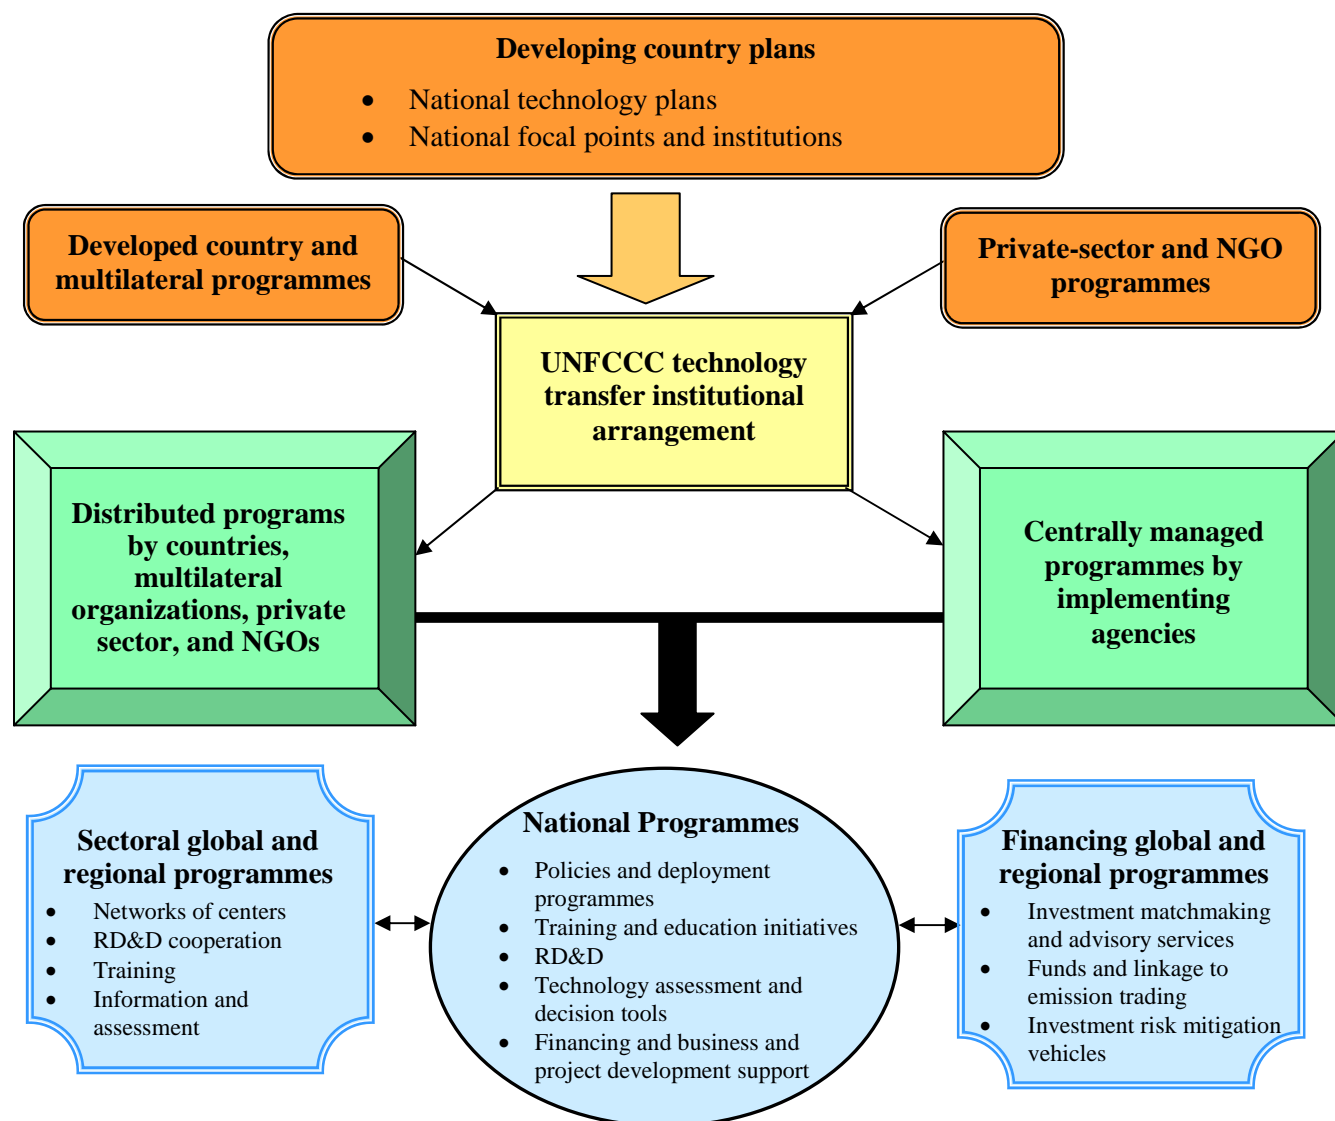 Developing country plans
• National technology plans
• National focal points and institutions
Developed country and
multilateral programmes
Private-sector and NGO
programmes
UNFCCC technology
transfer institutional
arrangement
Distributed programs
by countries,
multilateral
organizations, private
sector, and NGOs
Centrally managed
programmes by
implementing
agencies
Sectoral global and
regional programmes
• Networks of centers
• RD&D cooperation
• Training
• Information and
assessment
National Programmes
• Policies and deployment
programmes
• Training and education initiatives
• RD&D
• Technology assessment and
decision tools
• Financing and business and
project development support
Financing global and
regional programmes
• Investment matchmaking
and advisory services
• Funds and linkage to
emission trading
• Investment risk mitigation
vehicles